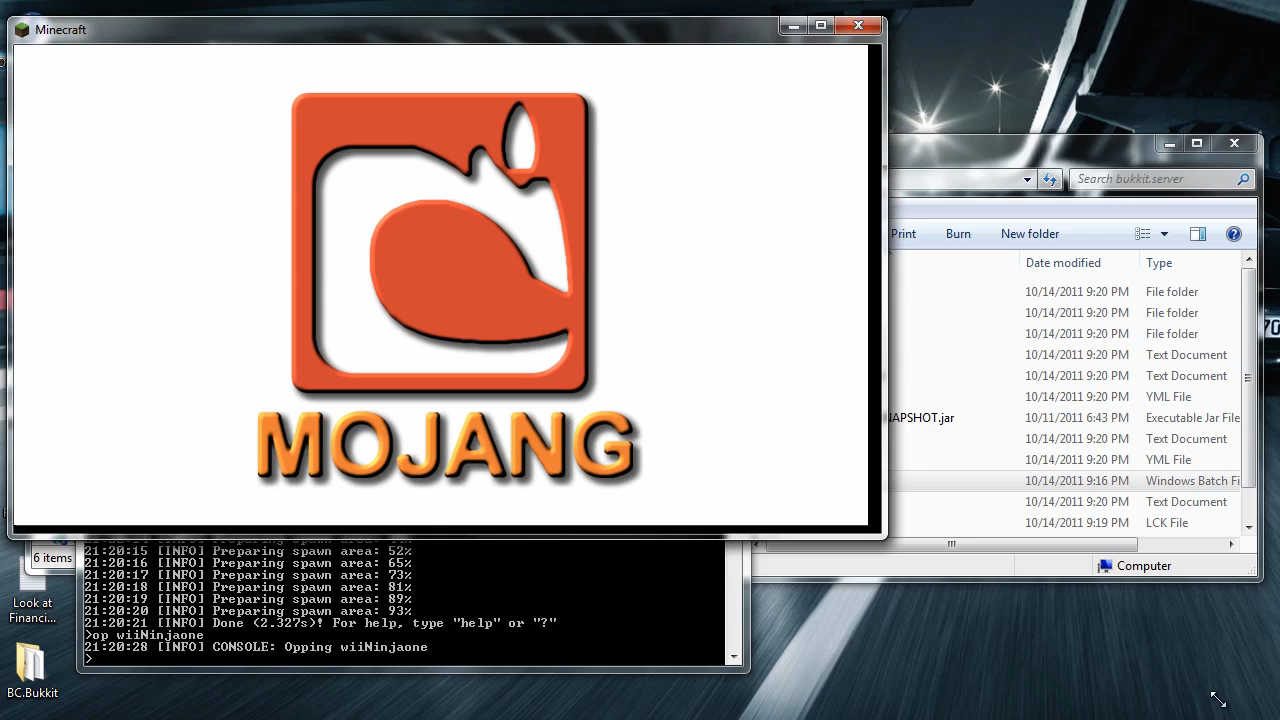 Minecraft
MOJANG
Search bukkit.server
Print
Burn
New folder
Date modified
Type
10/14/2011 9:20 PM
File folder
10/14/2011 9:20 PM
File folder
10/14/2011 9:20 PM
File folder
10/14/2011 9:20 PM
Text Document
10/14/2011 9:20 PM
Text Document
10/14/2011 9:20 PM
YML File
APSHOT.jar
10/11/2011 6:43 PM
Executable Jar File
10/14/2011 9:20 PM
Text Document
10/14/2011 9:20 PM
YML File
10/14/2011 9:16 PM
Windows Batch Fi
10/14/2011 9:20 PM
Text Document
10/14/2011 9:19 PM
LCK File
Computer
6 items
21:20:15 [INFO] Preparing spawn area: 52%
21:20:16 [INFO] Preparing spawn area: 65%
21:20:17 [INFO] Preparing spawn area: 73%
21:20:18 [INFO] Preparing spawn area: 81%
21:20:19 [INFO] Preparing spawn area: 89%
21:20:20 [INFO] Preparing spawn area: 93%
21:20:21 [INFO] Done (2.327s)! For help, type "help" or "?"
>op wiiNinjaone
21:20:28 [INFO] CONSOLE: Opping wiiNinjaone
>
Look at
Financi...
BC.Bukkit